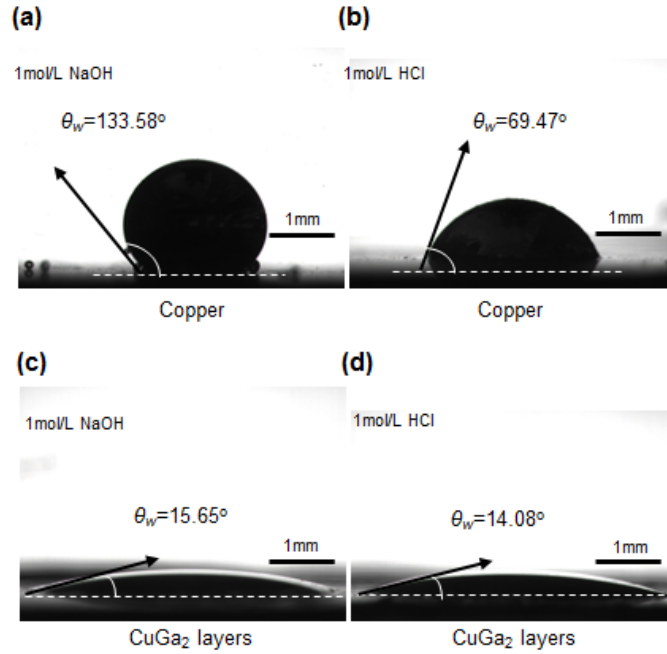 (a)
1mol/L NaOH
θw=133.58°
1mm
Copper
(b)
1mol/L HCl
θw=69.47°
1mm
Copper
(c)
1mol/L NaOH
θw=15.65°
1mm
CuGa₂ layers
(d)
1mol/L HCl
θw=14.08°
1mm
CuGa₂ layers